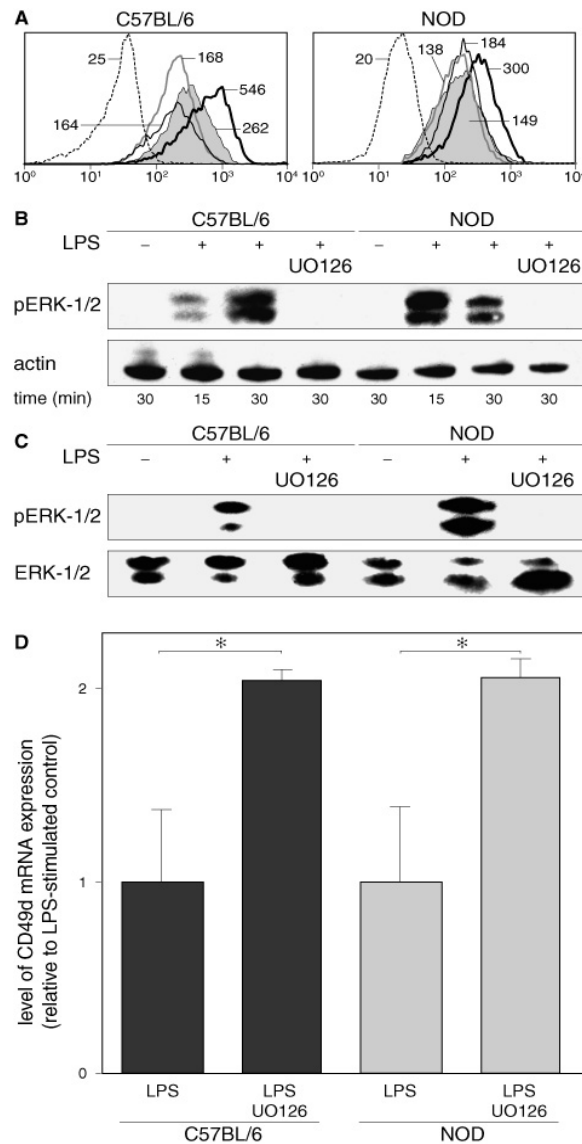 A C57BL/6 NOD
25 168 546 164 262
20 138 184 300 149
10⁰ 10¹ 10² 10³ 10⁴ 10⁰ 10¹ 10² 10³ 10⁴
B C57BL/6 NOD
LPS – + + + – + + +
UO126 UO126
pERK-1/2
actin
time (min) 30 15 30 30 30 15 30 30
C C57BL/6 NOD
LPS – + + – + +
UO126 UO126
pERK-1/2
ERK-1/2
D
* *
level of CD49d mRNA expression
(relative to LPS-stimulated control)
2
1
0
LPS LPS LPS LPS
UO126 UO126
C57BL/6 NOD